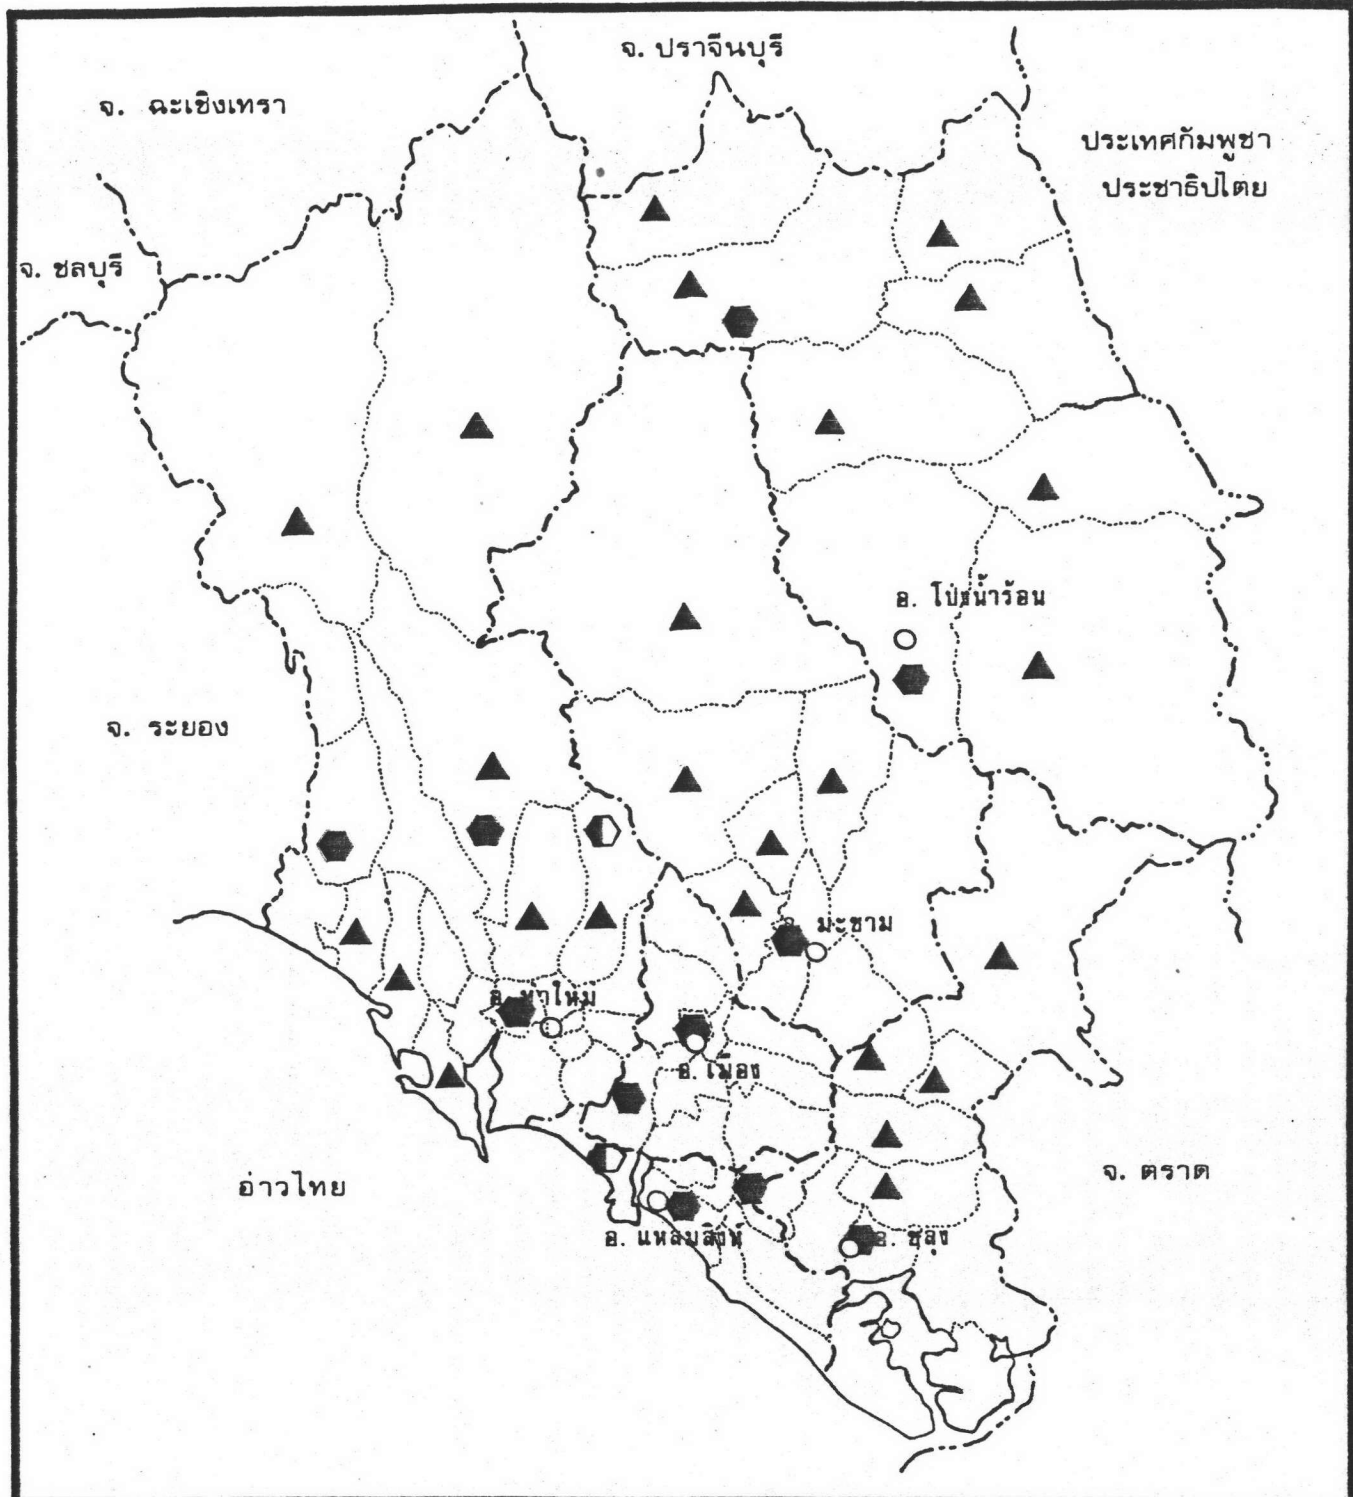 จ. ปราจีนบุรี
จ. ฉะเชิงเทรา
ประเทศกัมพูชา
ประชาธิปไตย
จ. ชลบุรี
อ. โป่งน้ำร้อน
จ. ระยอง
มะขาม
อ. ท่าใหม่
อ. เมือง
อ่าวไทย
จ. ตราด
อ. แหลมสิงห์
อ. ขลุง